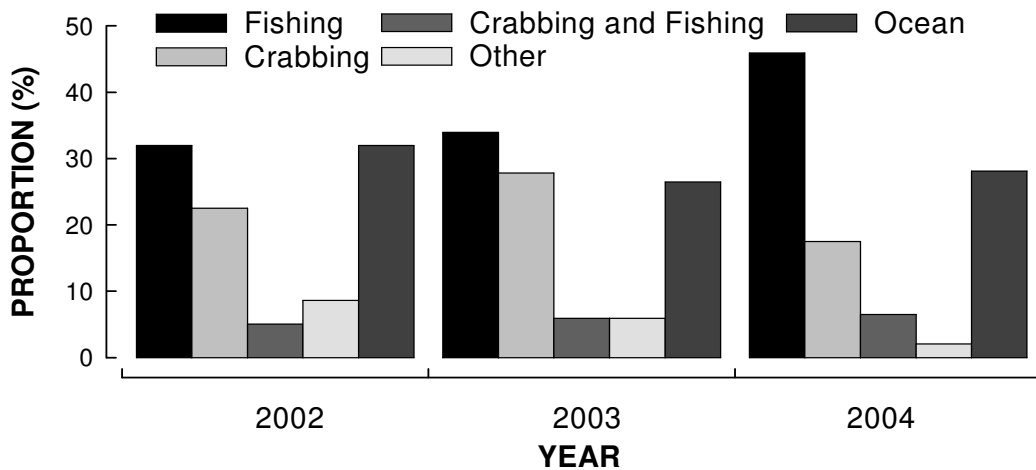 Fishing Crabbing and Fishing Ocean
Crabbing Other
50
40
30
20
10
0
PROPORTION (%)
2002 2003 2004
YEAR